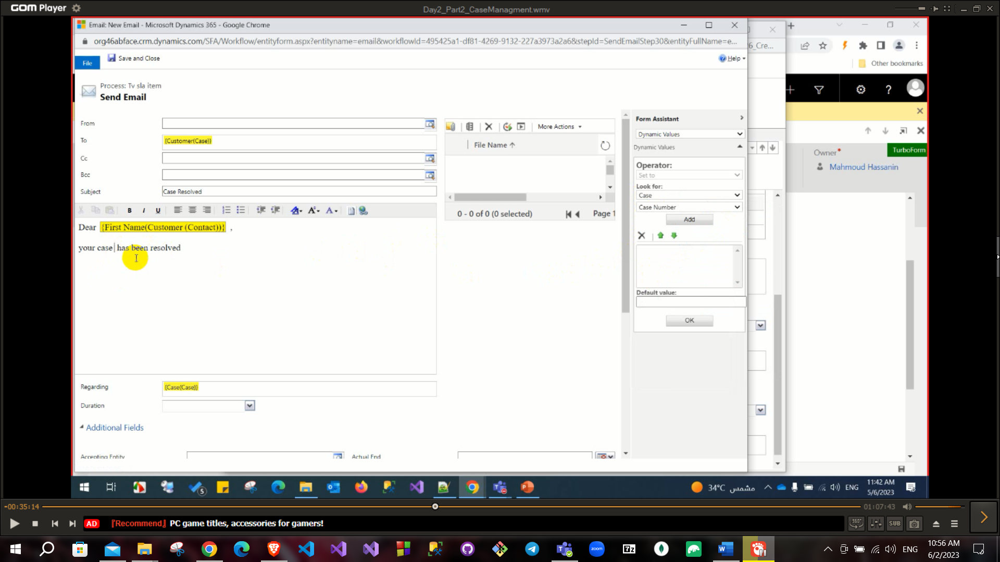 GOM Player
Day2_Part2_CaseManagment.wmv
Email: New Email - Microsoft Dynamics 365 - Google Chrome
org46abface.crm.dynamics.com/SFA/Workflow/entityform.aspx?entityname=email&workflowId=495425a1-df81-4269-9132-227a3973a2a6&stepId=SendEmailStep30&entityFullName=e...
6_Cre...
Other bookmarks
File
Save and Close
Help
Process: Tv sla item
Send Email
From
To
{Customer(Case)}
Cc
Bcc
Subject
Case Resolved
More Actions
File Name
0 - 0 of 0 (0 selected)
Page 1
B I U
Dear {First Name(Customer (Contact))} ,
your case has been resolved
Regarding
{Case(Case)}
Duration
Additional Fields
Accepting Entity
Actual End
Form Assistant
Dynamic Values
Dynamic Values
Operator:
Set to
Look for:
Case
Case Number
Add
Default value:
OK
Owner*
Mahmoud Hassanin
TurboForm
5
34°C مشمس
ENG
11:42 AM
5/6/2023
-00:35:14
01:07:43
AD
『Recommend』 PC game titles, accessories for gamers!
360°
SUB
zoom
7z
ENG
10:56 AM
6/2/2023